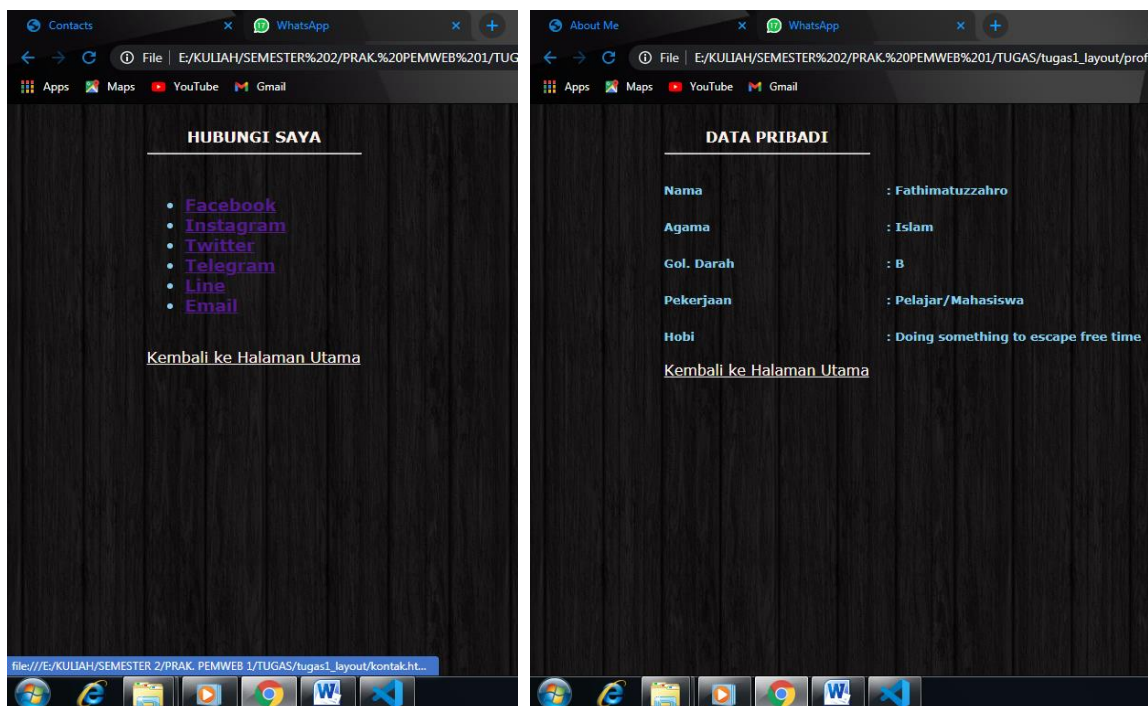 Contacts
WhatsApp
File | E:/KULIAH/SEMESTER%202/PRAK.%20PEMWEB%201/TUG
Apps Maps YouTube Gmail
HUBUNGI SAYA
Facebook
Instagram
Twitter
Telegram
Line
Email
Kembali ke Halaman Utama
file:///E:/KULIAH/SEMESTER 2/PRAK. PEMWEB 1/TUGAS/tugas1_layout/kontak.ht...
About Me
WhatsApp
File | E:/KULIAH/SEMESTER%202/PRAK.%20PEMWEB%201/TUGAS/tugas1_layout/prof
Apps Maps YouTube Gmail
DATA PRIBADI
Nama : Fathimatuzzahro
Agama : Islam
Gol. Darah : B
Pekerjaan : Pelajar/Mahasiswa
Hobi : Doing something to escape free time
Kembali ke Halaman Utama